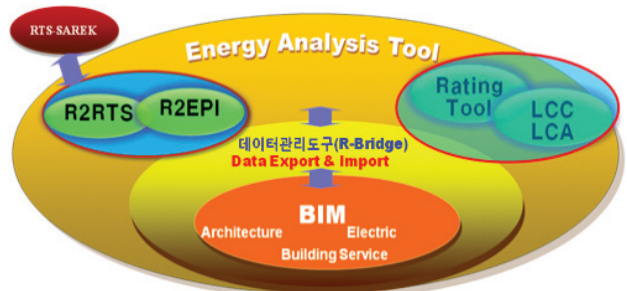 RTS-SAREK
Energy Analysis Tool
R2RTS
R2EPI
Rating
Tool
LCC
LCA
데이터관리도구(R-Bridge)
Data Export & Import
BIM
Architecture
Electric
Building Service